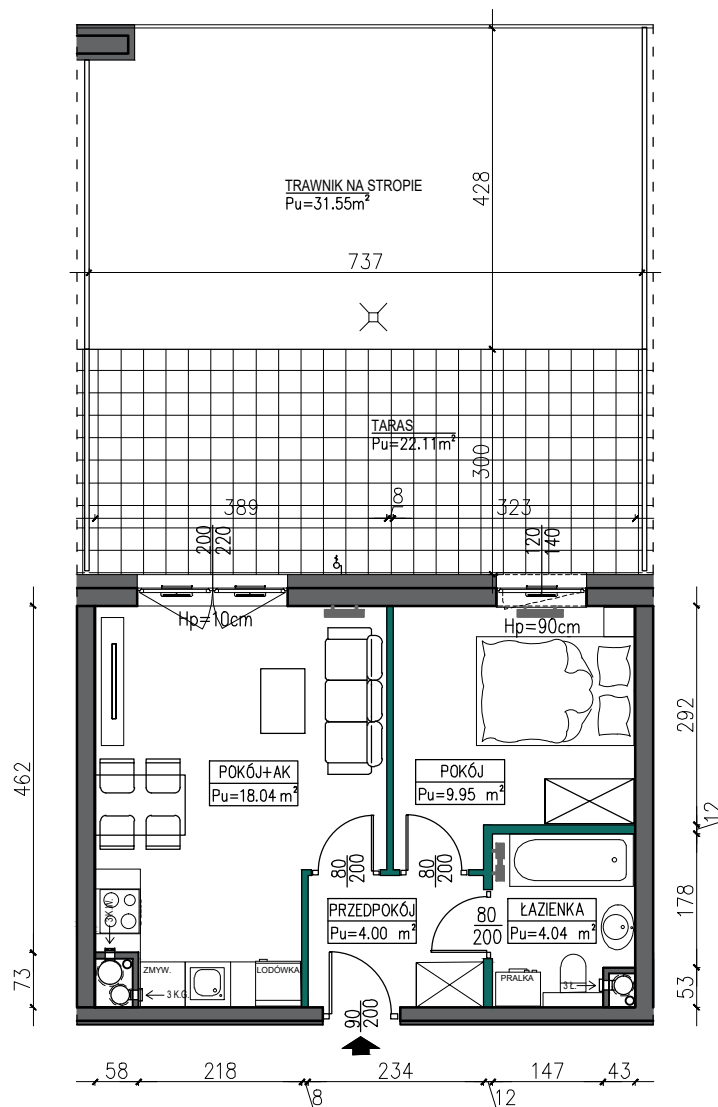 TRAWNIK NA STROPIE
Pu=31.55m²
428
737
TARAS
Pu=22.11m²
300
389
8
323
200
220
120
140
Hp=10cm
Hp=90cm
462
292
POKÓJ+AK
Pu=18.04 m²
POKÓJ
Pu=9.95 m²
12
80
200
80
200
178
3 K.W.
PRZEDPOKÓJ
Pu=4.00 m²
80
200
ŁAZIENKA
Pu=4.04 m²
73
ZMYW.
LODÓWKA
PRALKA
3 K.G.
3 Ł.
53
90
200
58
218
8
234
12
147
43